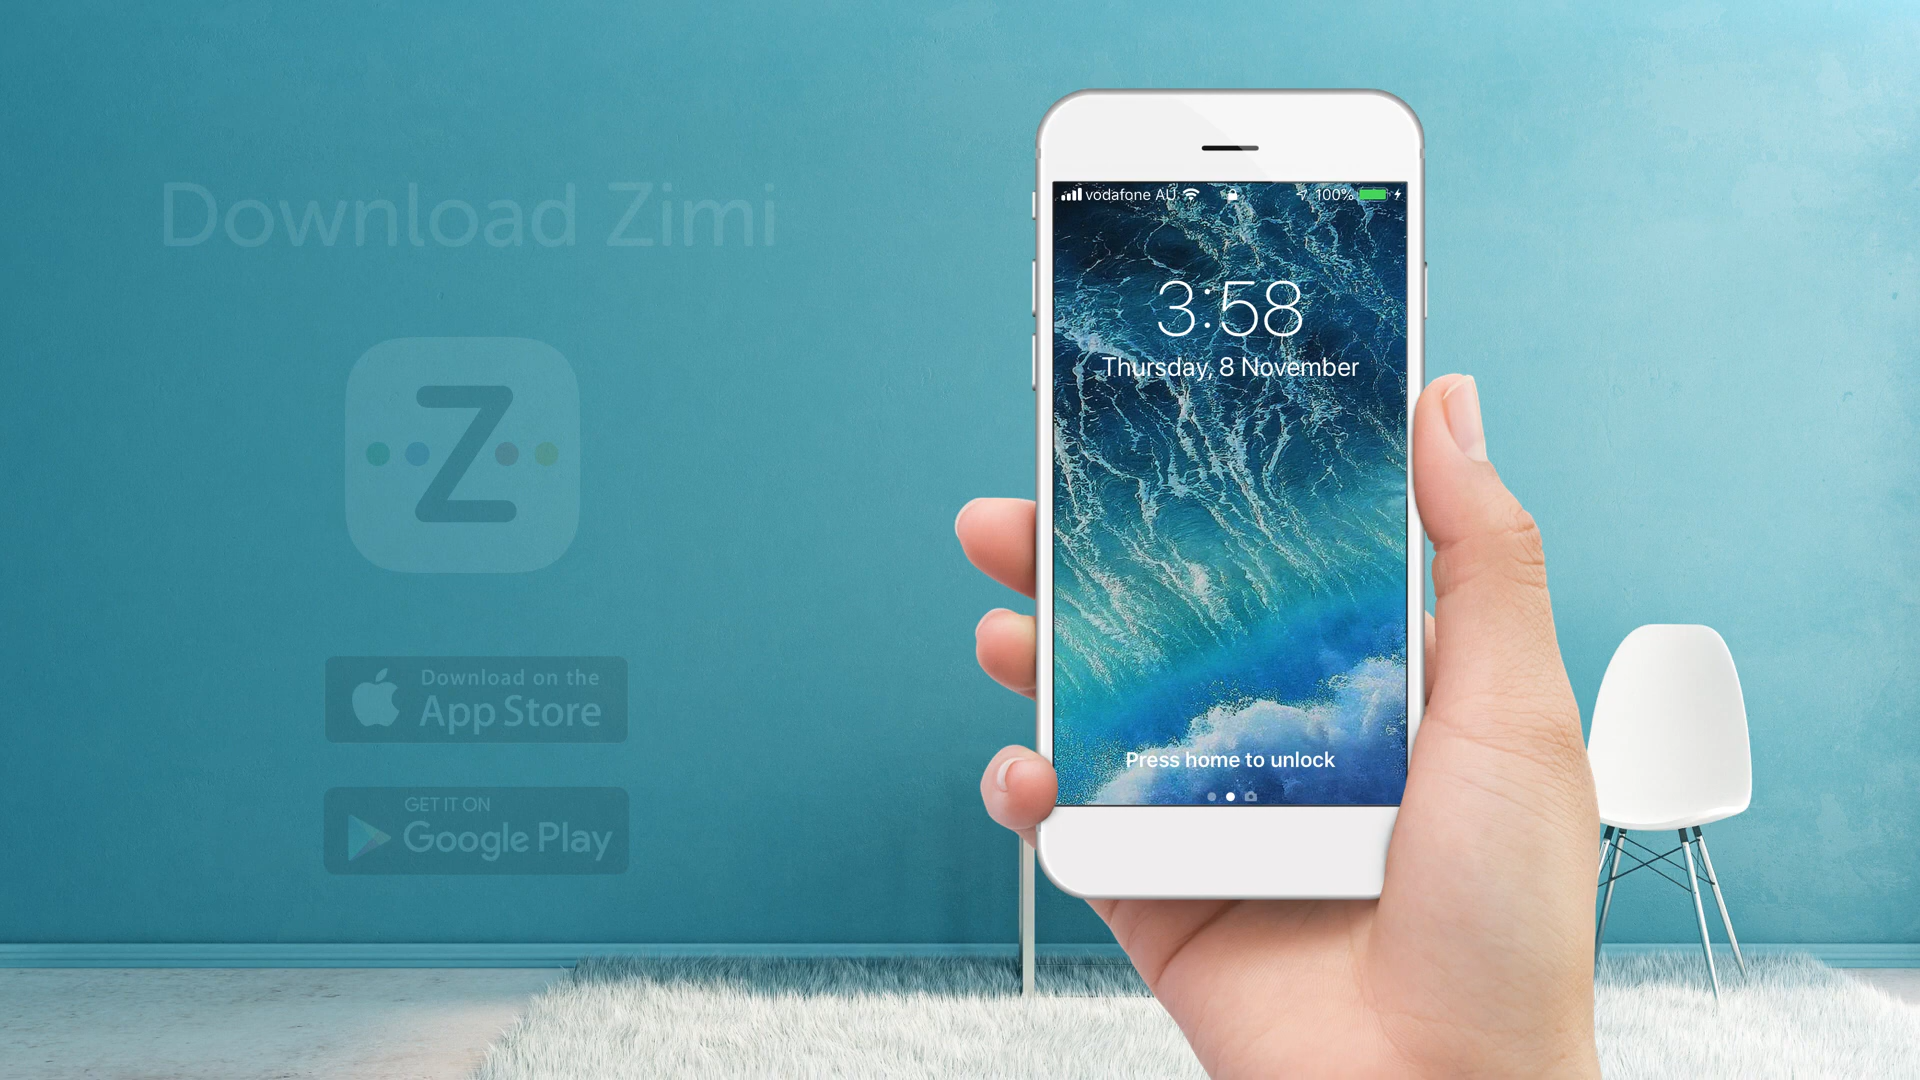 Download Zimi
Z
Download on the
App Store
GET IT ON
Google Play
vodafone AU
100%
3:58
Thursday, 8 November
Press home to unlock